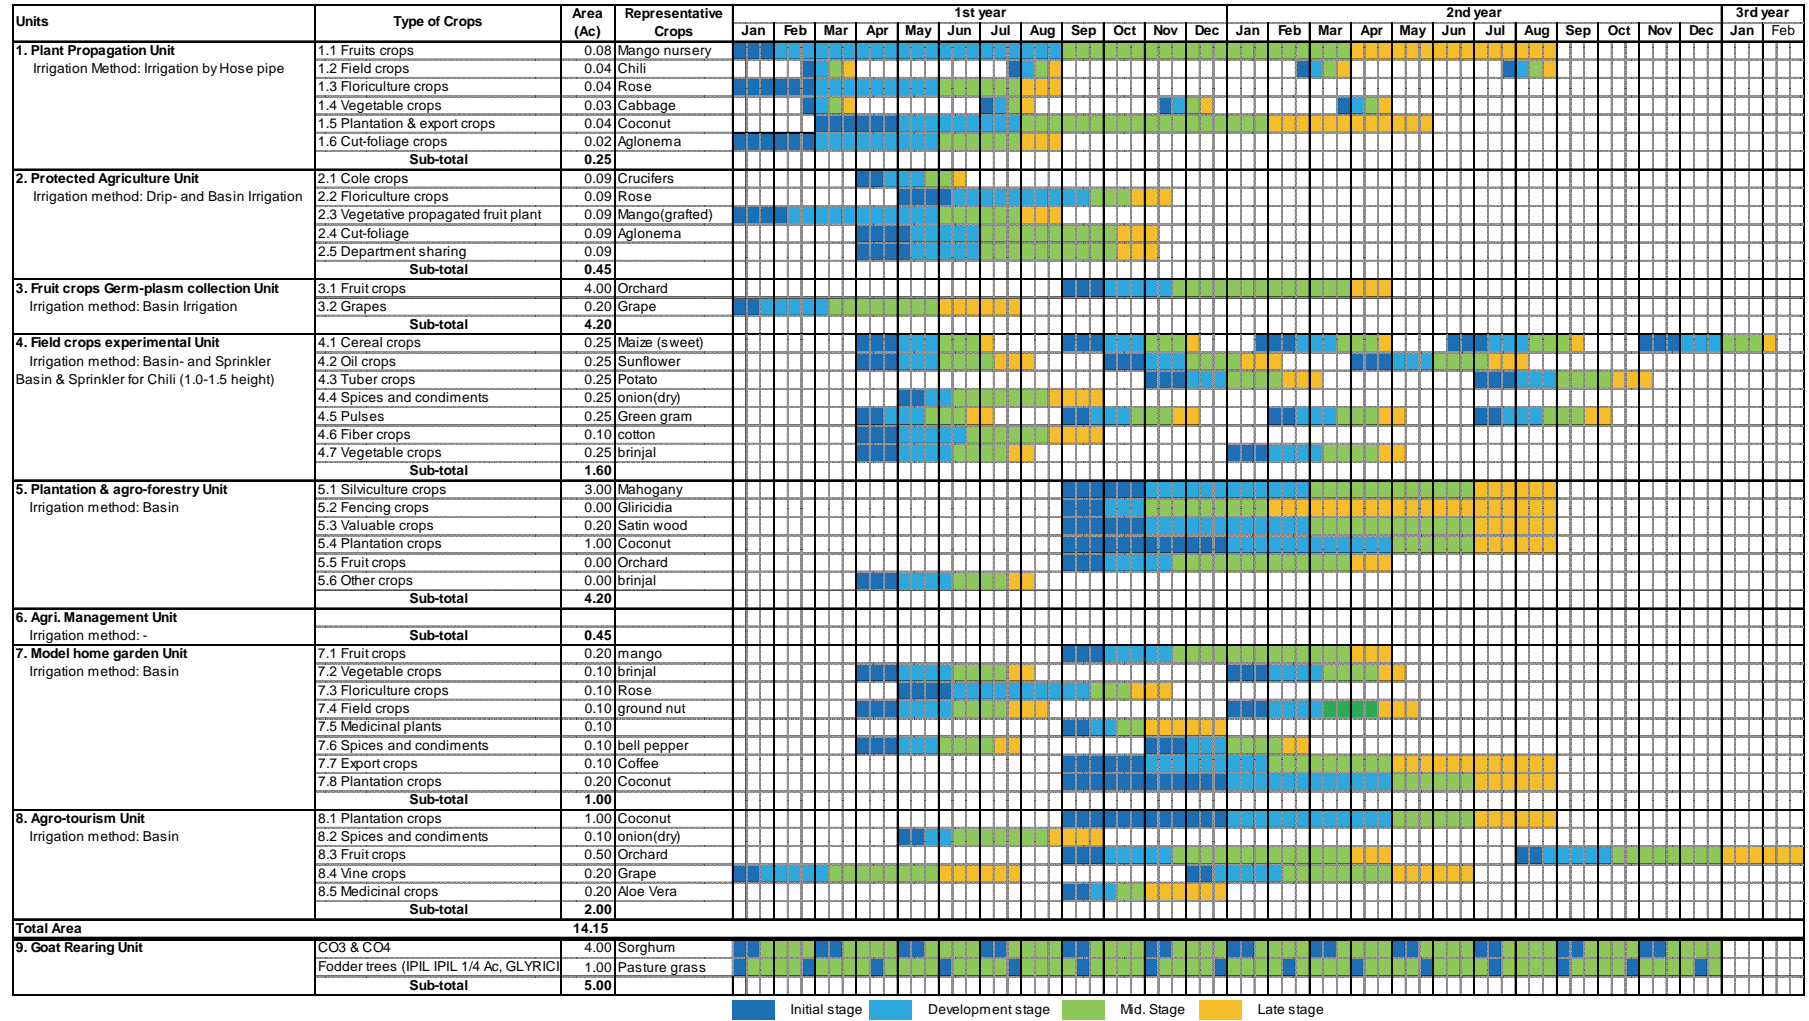 Units Type of Crops Area (Ac) Representative Crops 1st year 2nd year 3rd year
Jan Feb Mar Apr May Jun Jul Aug Sep Oct Nov Dec Jan Feb Mar Apr May Jun Jul Aug Sep Oct Nov Dec Jan Feb
1. Plant Propagation Unit 1.1 Fruits crops 0.08 Mango nursery
Irrigation Method: Irrigation by Hose pipe 1.2 Field crops 0.04 Chili
1.3 Floriculture crops 0.04 Rose
1.4 Vegetable crops 0.03 Cabbage
1.5 Plantation & export crops 0.04 Coconut
1.6 Cut-foliage crops 0.02 Aglonema
Sub-total 0.25
2. Protected Agriculture Unit 2.1 Cole crops 0.09 Crucifers
Irrigation method: Drip- and Basin Irrigation 2.2 Floriculture crops 0.09 Rose
2.3 Vegetative propagated fruit plant 0.09 Mango(grafted)
2.4 Cut-foliage 0.09 Aglonema
2.5 Department sharing 0.09
Sub-total 0.45
3. Fruit crops Germ-plasm collection Unit 3.1 Fruit crops 4.00 Orchard
Irrigation method: Basin Irrigation 3.2 Grapes 0.20 Grape
Sub-total 4.20
4. Field crops experimental Unit 4.1 Cereal crops 0.25 Maize (sweet)
Irrigation method: Basin- and Sprinkler 4.2 Oil crops 0.25 Sunflower
Basin & Sprinkler for Chili (1.0-1.5 height) 4.3 Tuber crops 0.25 Potato
4.4 Spices and condiments 0.25 onion(dry)
4.5 Pulses 0.25 Green gram
4.6 Fiber crops 0.10 cotton
4.7 Vegetable crops 0.25 brinjal
Sub-total 1.60
5. Plantation & agro-forestry Unit 5.1 Silviculture crops 3.00 Mahogany
Irrigation method: Basin 5.2 Fencing crops 0.00 Gliricidia
5.3 Valuable crops 0.20 Satin wood
5.4 Plantation crops 1.00 Coconut
5.5 Fruit crops 0.00 Orchard
5.6 Other crops 0.00 brinjal
Sub-total 4.20
6. Agri. Management Unit
Irrigation method: - Sub-total 0.45
7. Model home garden Unit 7.1 Fruit crops 0.20 mango
Irrigation method: Basin 7.2 Vegetable crops 0.10 brinjal
7.3 Floriculture crops 0.10 Rose
7.4 Field crops 0.10 ground nut
7.5 Medicinal plants 0.10
7.6 Spices and condiments 0.10 bell pepper
7.7 Export crops 0.10 Coffee
7.8 Plantation crops 0.20 Coconut
Sub-total 1.00
8. Agro-tourism Unit 8.1 Plantation crops 1.00 Coconut
Irrigation method: Basin 8.2 Spices and condiments 0.10 onion(dry)
8.3 Fruit crops 0.50 Orchard
8.4 Vine crops 0.20 Grape
8.5 Medicinal crops 0.20 Aloe Vera
Sub-total 2.00
Total Area 14.15
9. Goat Rearing Unit CO3 & CO4 4.00 Sorghum
Fodder trees (IPIL IPIL 1/4 Ac, GLYRICI 1.00 Pasture grass
Sub-total 5.00
Initial stage Development stage Mid. Stage Late stage